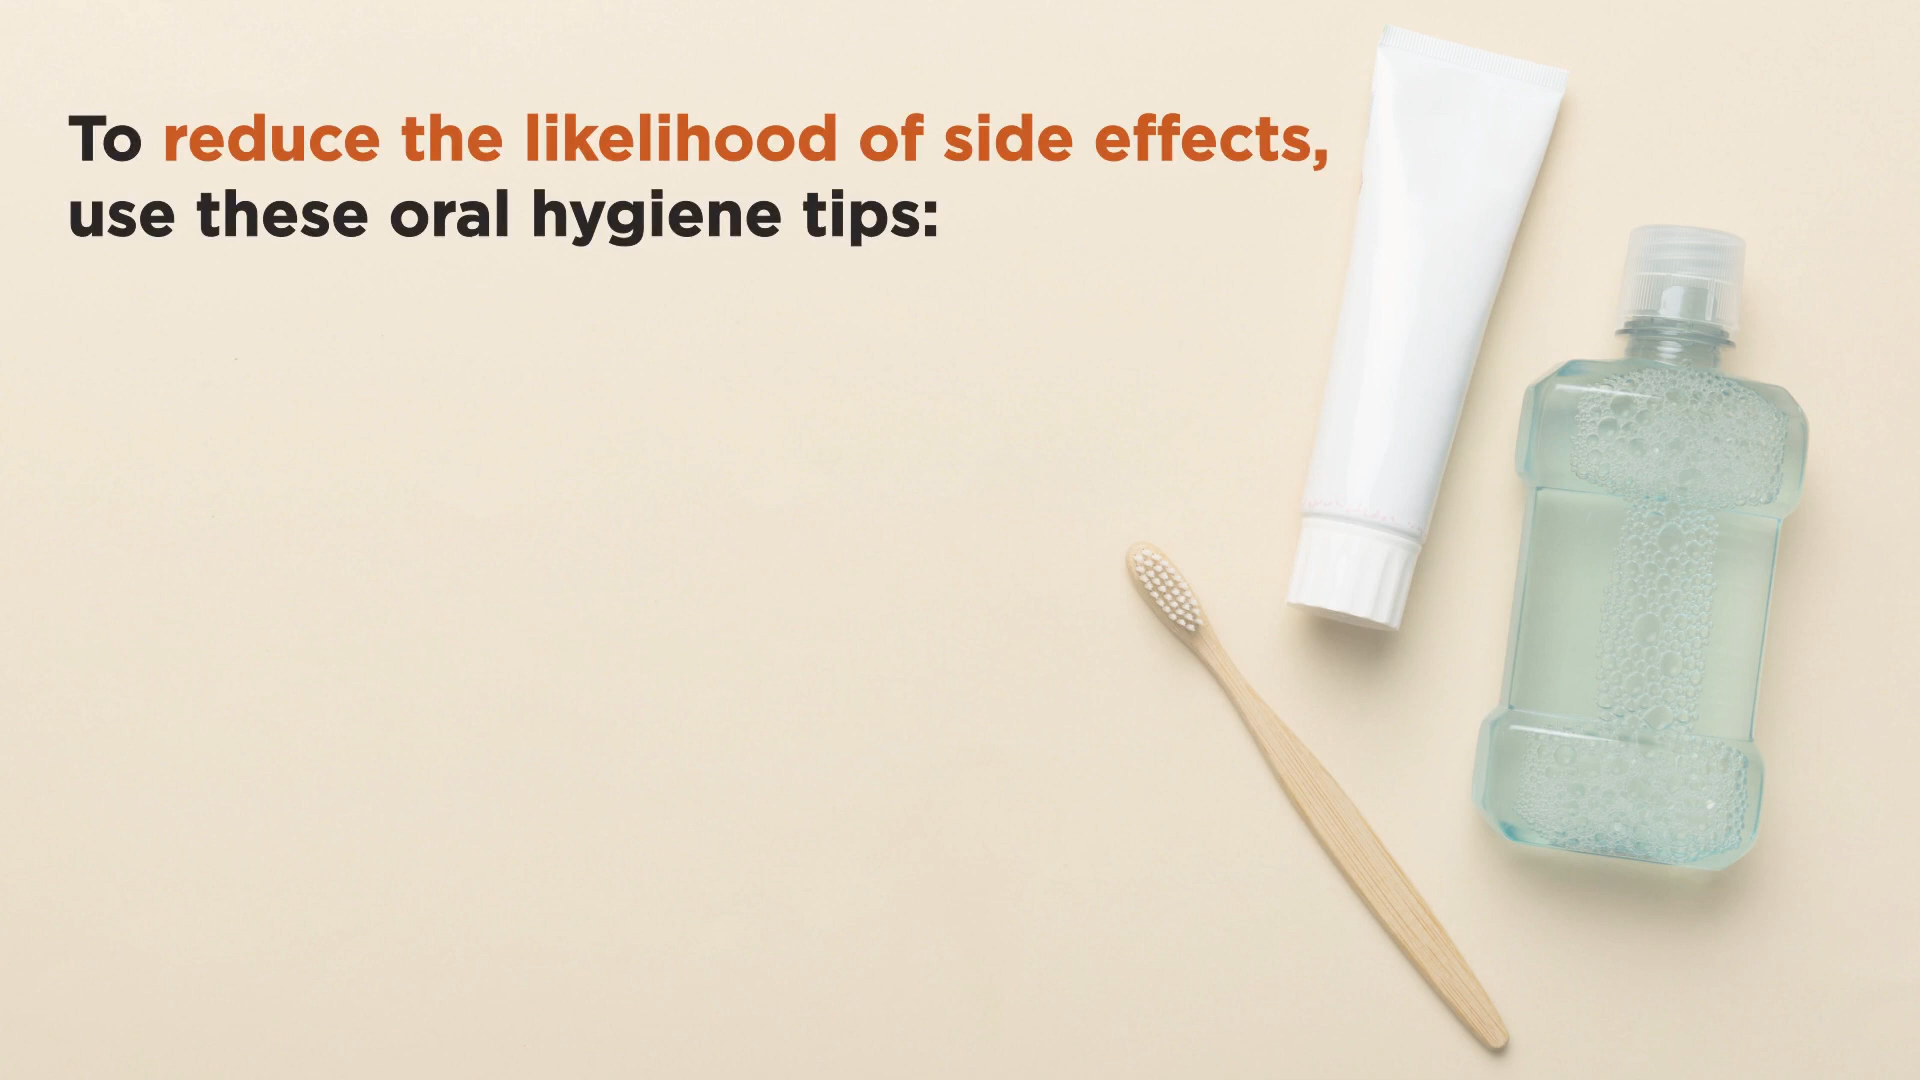 To reduce the likelihood of side effects,
use these oral hygiene tips: